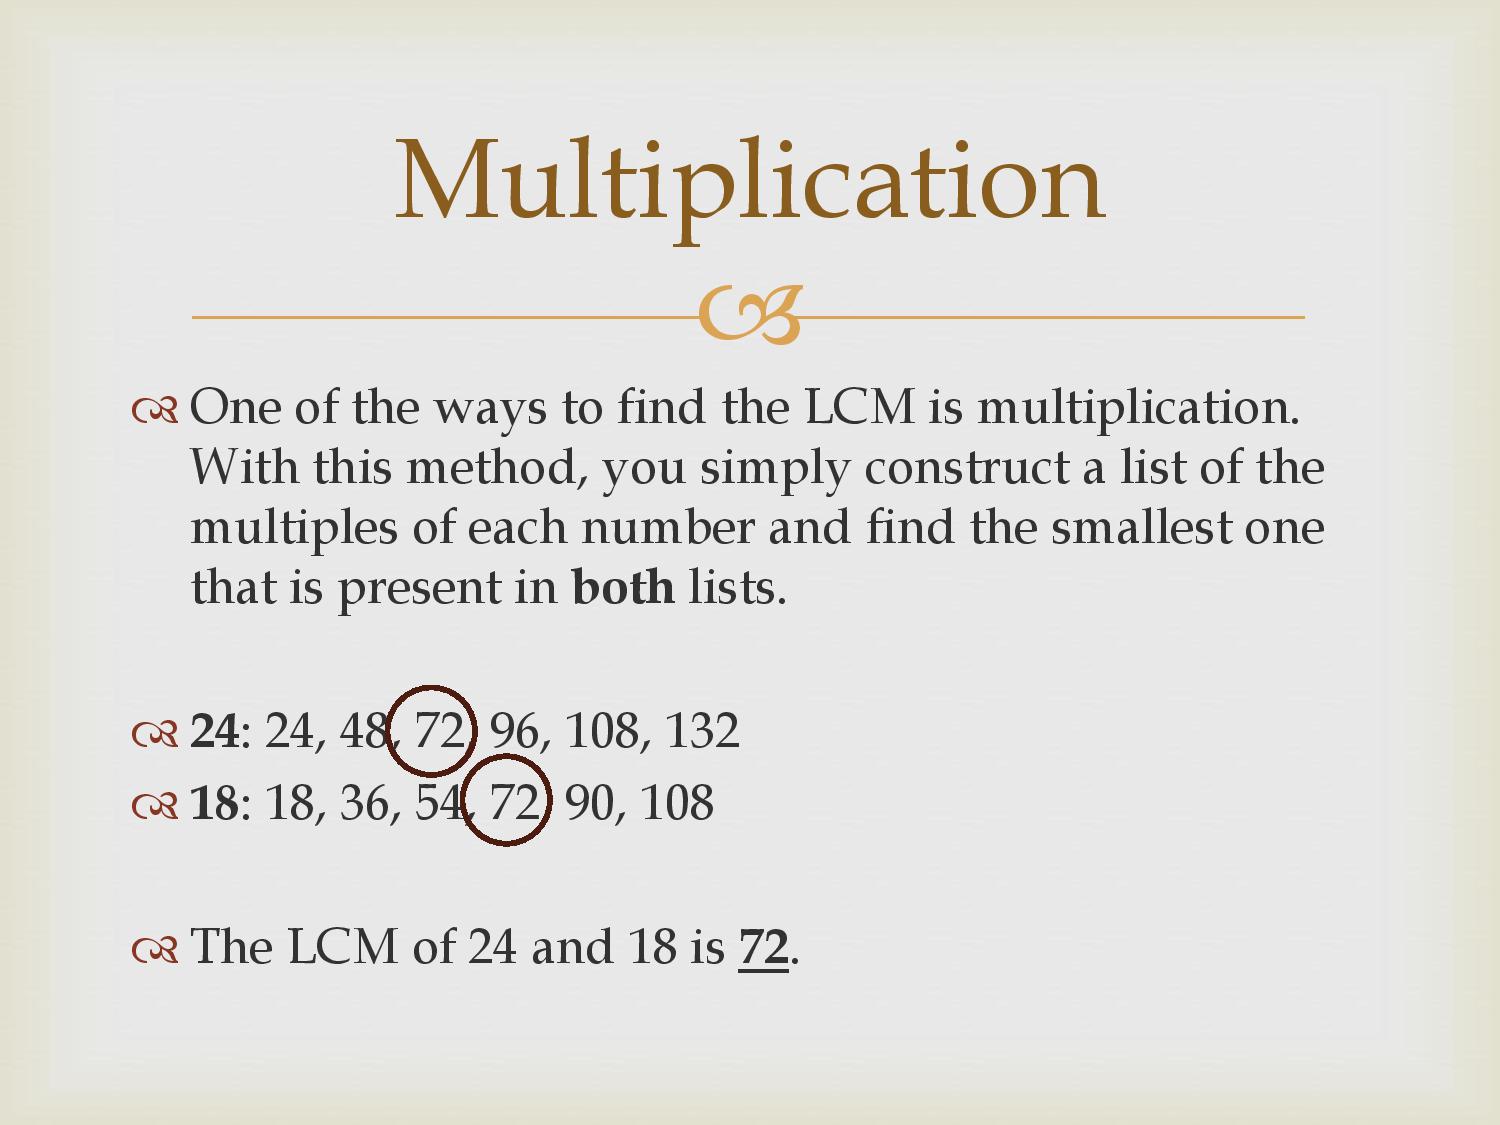 Multiplication
One of the ways to find the LCM is multiplication.
With this method, you simply construct a list of the
multiples of each number and find the smallest one
that is present in both lists.
24: 24, 48, 72, 96, 108, 132
18: 18, 36, 54, 72, 90, 108
The LCM of 24 and 18 is 72.